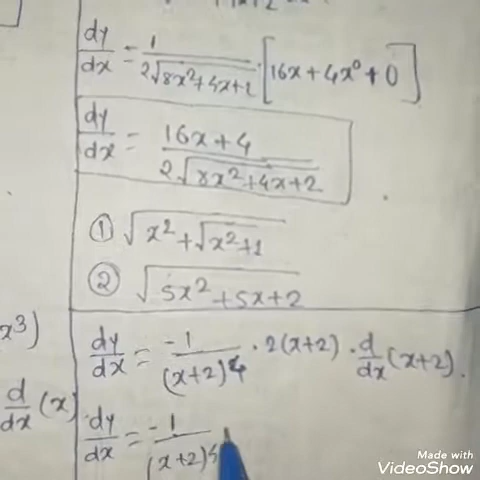 dy/dx = 1/(2√(8x²+4x+2)) [16x + 4x⁰ + 0]
dy/dx = (16x + 4)/(2√(8x²+4x+2))
① √(x² + √(x²+1))
② √(5x² + 5x + 2)
x³)
dy/dx = -1/(x+2)⁴ · 2(x+2) · d/dx (x+2).
d/dx (x)
dy/dx = -1/(x+2)⁴
Made with
VideoShow